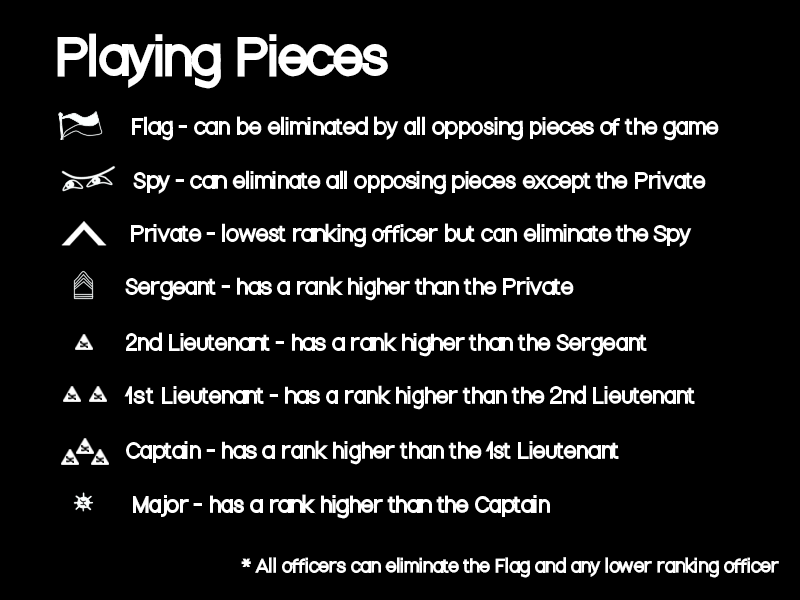 Playing Pieces
Flag - can be eliminated by all opposing pieces of the game
Spy - can eliminate all opposing pieces except the Private
Private - lowest ranking officer but can eliminate the Spy
Sergeant - has a rank higher than the Private
2nd Lieutenant - has a rank higher than the Sergeant
1st Lieutenant - has a rank higher than the 2nd Lieutenant
Captain - has a rank higher than the 1st Lieutenant
Major - has a rank higher than the Captain
* All officers can eliminate the Flag and any lower ranking officer